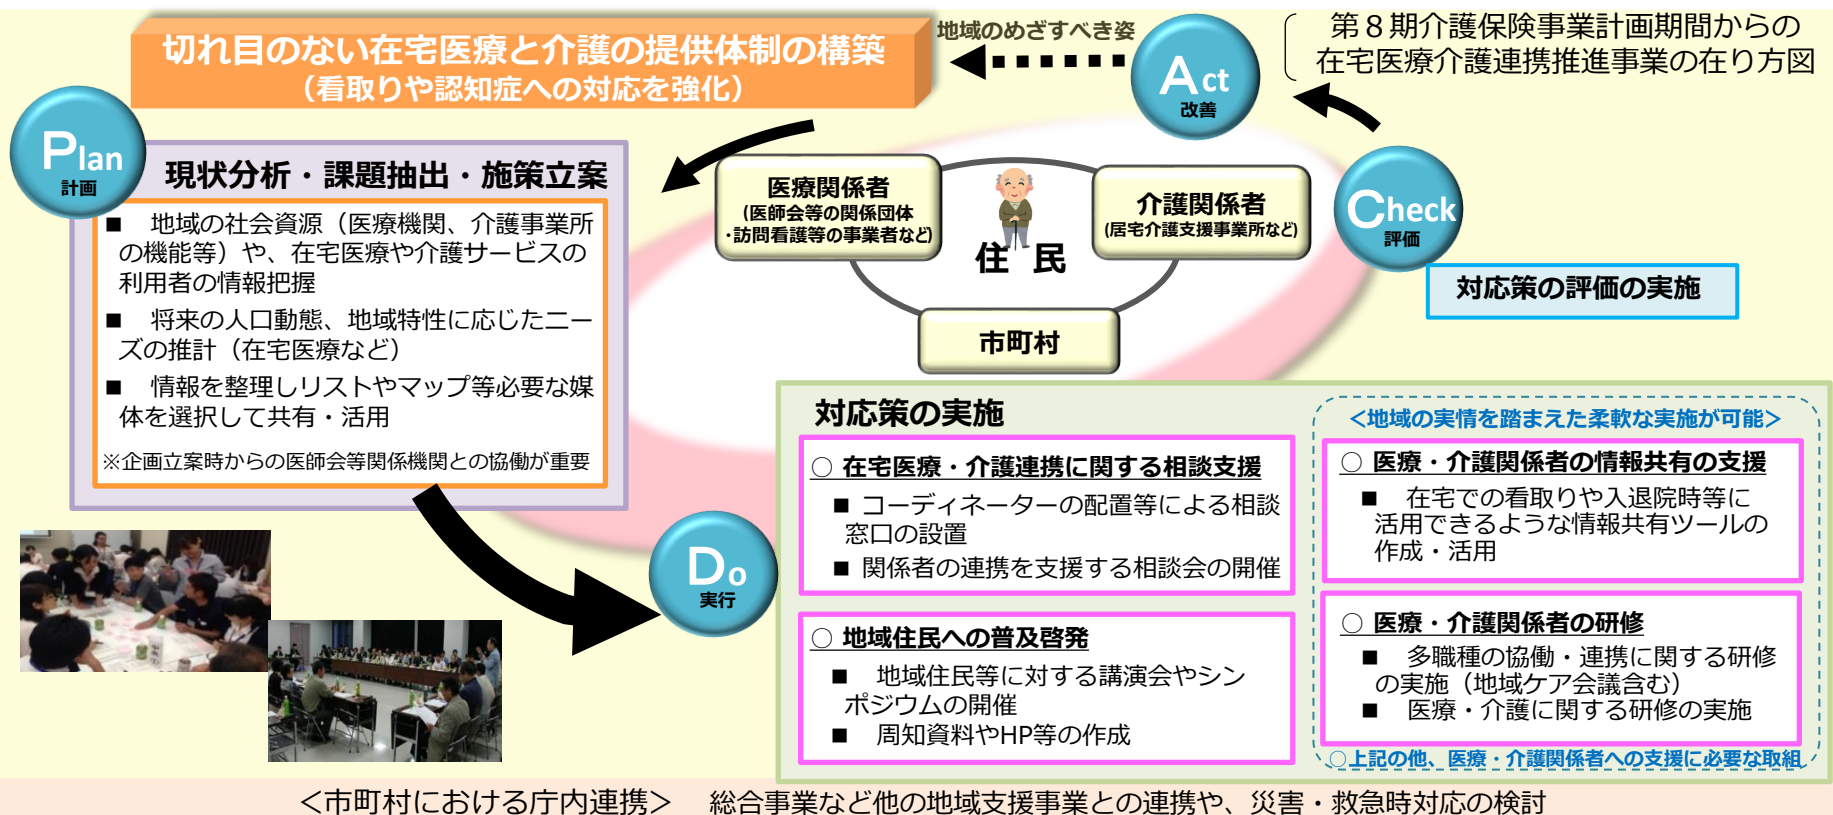 切れ目のない在宅医療と介護の提供体制の構築
（看取りや認知症への対応を強化）
地域のめざすべき姿
Act
改善
第８期介護保険事業計画期間からの
在宅医療介護連携推進事業の在り方図
Plan
計画
現状分析・課題抽出・施策立案
■ 地域の社会資源（医療機関、介護事業所
の機能等）や、在宅医療や介護サービスの
利用者の情報把握
■ 将来の人口動態、地域特性に応じたニー
ズの推計（在宅医療など）
■ 情報を整理しリストやマップ等必要な媒
体を選択して共有・活用
※企画立案時からの医師会等関係機関との協働が重要
医療関係者
(医師会等の関係団体
・訪問看護等の事業者など)
住 民
介護関係者
(居宅介護支援事業所など)
市町村
Check
評価
対応策の評価の実施
Do
実行
対応策の実施
○ 在宅医療・介護連携に関する相談支援
■ コーディネーターの配置等による相談
窓口の設置
■ 関係者の連携を支援する相談会の開催
○ 地域住民への普及啓発
■ 地域住民等に対する講演会やシン
ポジウムの開催
■ 周知資料やHP等の作成
＜地域の実情を踏まえた柔軟な実施が可能＞
○ 医療・介護関係者の情報共有の支援
■ 在宅での看取りや入退院時等に
活用できるような情報共有ツールの
作成・活用
○ 医療・介護関係者の研修
■ 多職種の協働・連携に関する研修
の実施（地域ケア会議含む）
■ 医療・介護に関する研修の実施
○上記の他、医療・介護関係者への支援に必要な取組
＜市町村における庁内連携＞ 総合事業など他の地域支援事業との連携や、災害・救急時対応の検討